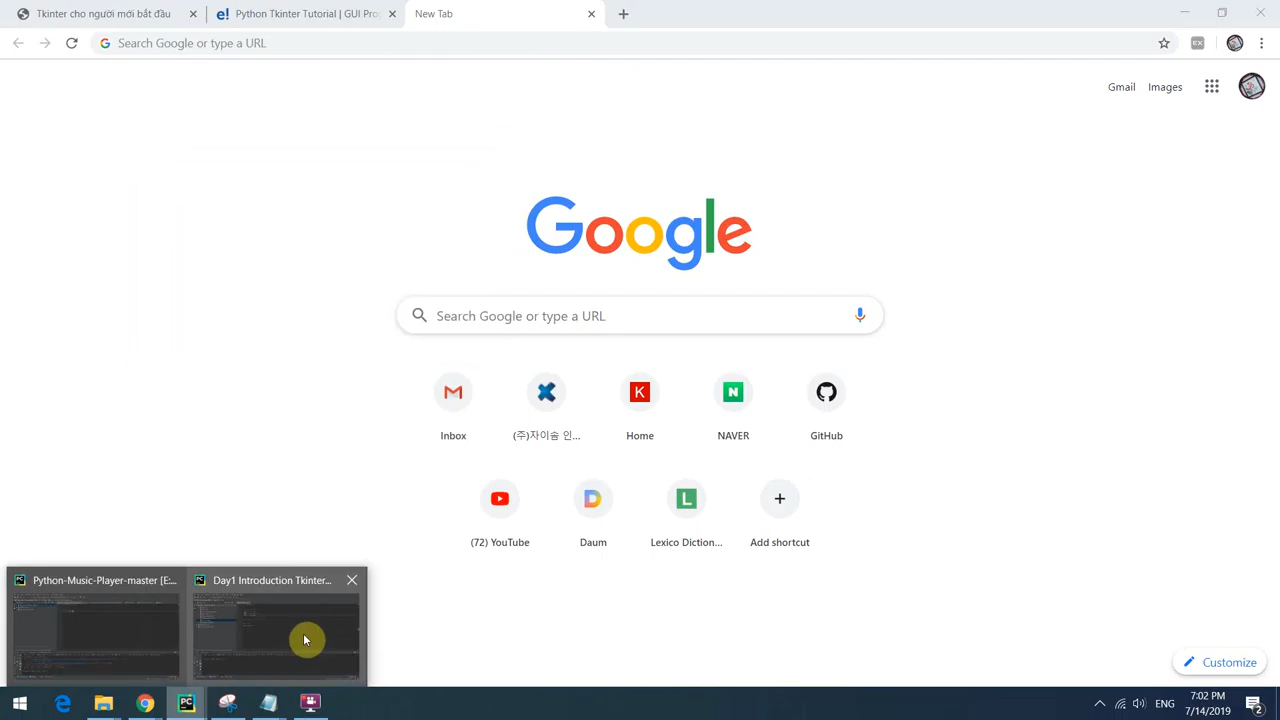 Tkinter cho người mới bắt đầu
Python Tkinter Tutorial | GUI Pro
New Tab
Search Google or type a URL
EX
Gmail
Images
Google
Search Google or type a URL
Inbox
(주)자이솜 인...
Home
NAVER
GitHub
(72) YouTube
Daum
Lexico Diction...
Add shortcut
Python-Music-Player-master [E:...
Day1 Introduction Tkinter...
Customize
ENG
7:02 PM
7/14/2019
2